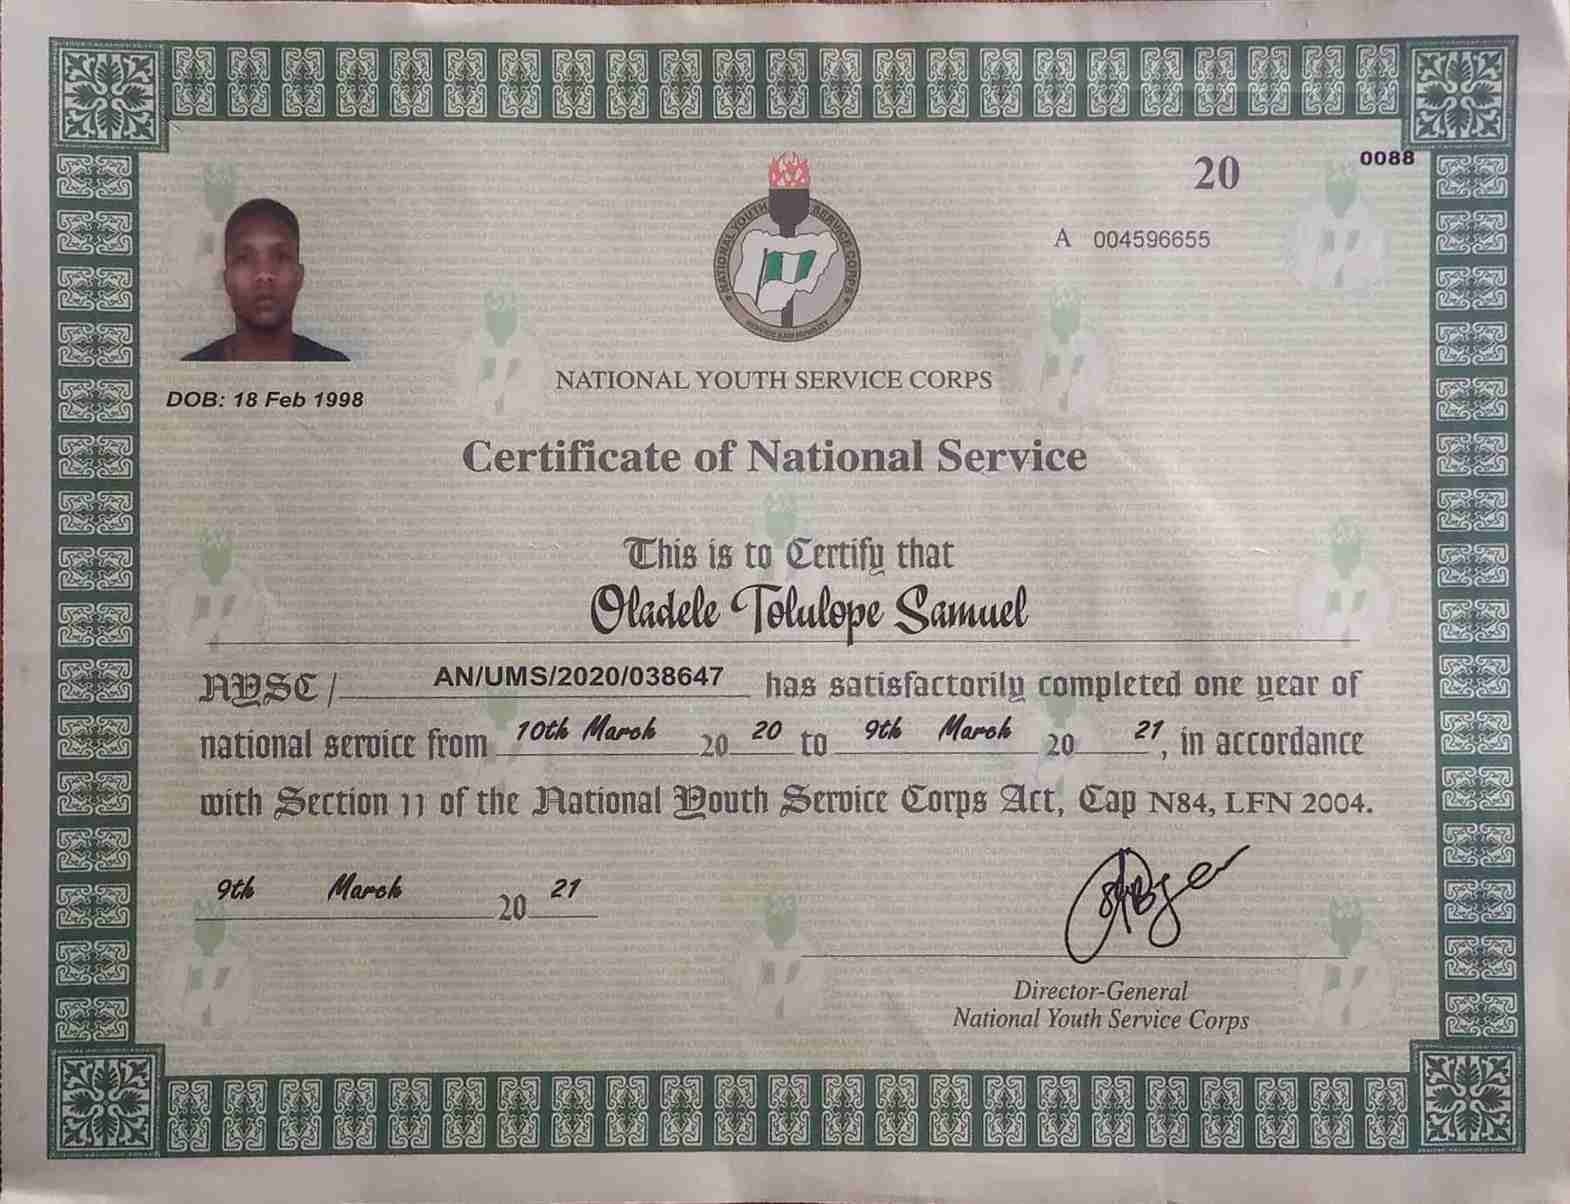 20
0088
A 004596655
NATIONAL YOUTH SERVICE CORPS
DOB: 18 Feb 1998
NATIONAL YOUTH SERVICE CORPS
Certificate of National Service
This is to Certify that
Oladele Tolulope Samuel
NYSC/ AN/UMS/2020/038647 has satisfactorily completed one year of
national service from 10th March 20 20 to 9th March 20 21, in accordance
with Section 11 of the National Youth Service Corps Act, Cap N84, LFN 2004.
9th March 20 21
Director-General
National Youth Service Corps